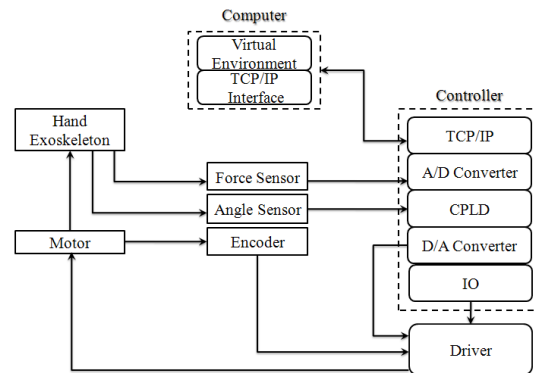 Computer
Virtual
Environment
TCP/IP
Interface
Controller
Hand
Exoskeleton
TCP/IP
A/D Converter
Force Sensor
Angle Sensor
CPLD
Motor
Encoder
D/A Converter
IO
Driver